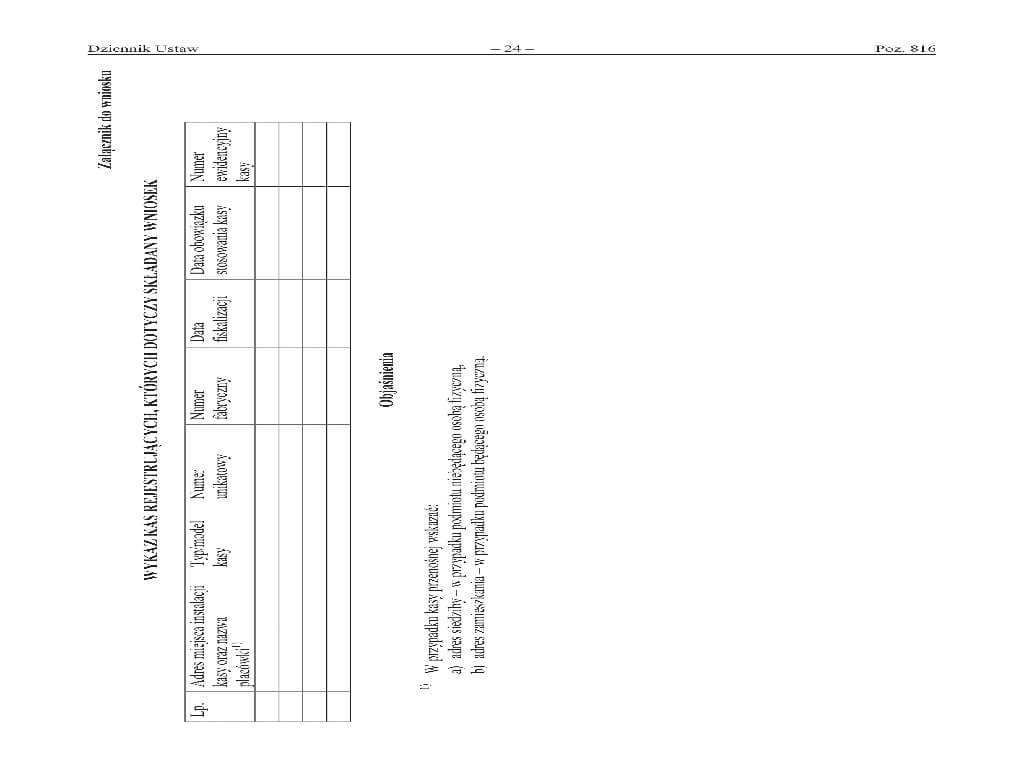 Dziennik Ustaw – 24 – Poz. 816
Załącznik do wniosku
WYKAZ KAS REJESTRUJĄCYCH, KTÓRYCH DOTYCZY SKŁADANY WNIOSEK
Lp.
Adres miejsca instalacji
kasy oraz nazwa
placówki1)
Typ/model
kasy
Numer
unikatowy
Numer
fabryczny
Data
fiskalizacji
Data obowiązku
stosowania kasy
Numer
ewidencyjny
kasy
Objaśnienia
1) W przypadku kasy przenośnej wskazać:
a) adres siedziby – w przypadku podmiotu niebędącego osobą fizyczną,
b) adres zamieszkania – w przypadku podmiotu będącego osobą fizyczną.